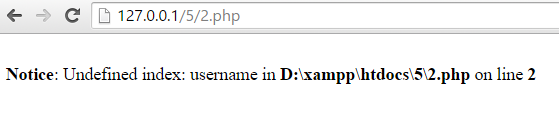 127.0.0.1/5/2.php
Notice: Undefined index: username in D:\xampp\htdocs\5\2.php on line 2